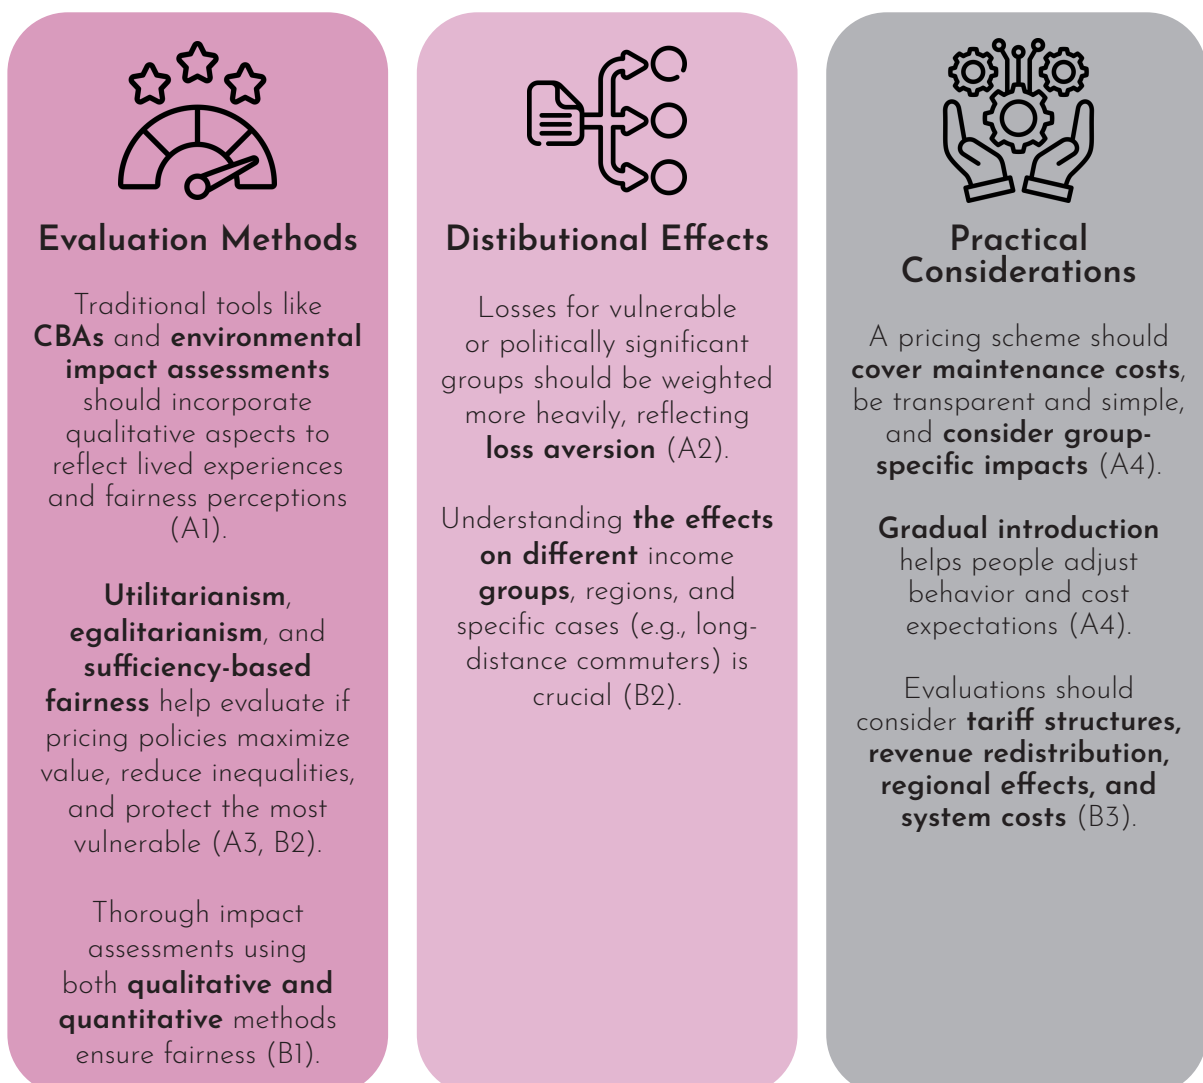 Evaluation Methods
Traditional tools like
CBAs and environmental
impact assessments
should incorporate
qualitative aspects to
reflect lived experiences
and fairness perceptions
(A1).
Utilitarianism,
egalitarianism, and
sufficiency-based
fairness help evaluate if
pricing policies maximize
value, reduce inequalities,
and protect the most
vulnerable (A3, B2).
Thorough impact
assessments using
both qualitative and
quantitative methods
ensure fairness (B1).
Distibutional Effects
Losses for vulnerable
or politically significant
groups should be weighted
more heavily, reflecting
loss aversion (A2).
Understanding the effects
on different income
groups, regions, and
specific cases (e.g., long-
distance commuters) is
crucial (B2).
Practical
Considerations
A pricing scheme should
cover maintenance costs,
be transparent and simple,
and consider group-
specific impacts (A4).
Gradual introduction
helps people adjust
behavior and cost
expectations (A4).
Evaluations should
consider tariff structures,
revenue redistribution,
regional effects, and
system costs (B3).